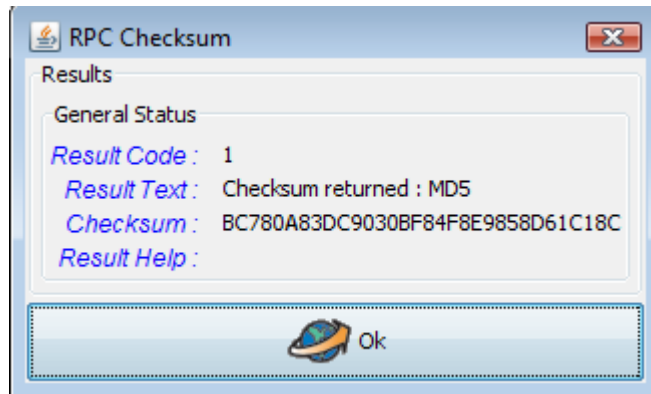 RPC Checksum
Results
General Status
Result Code : 1
Result Text : Checksum returned : MD5
Checksum : BC780A83DC9030BF84F8E9858D61C18C
Result Help :
Ok